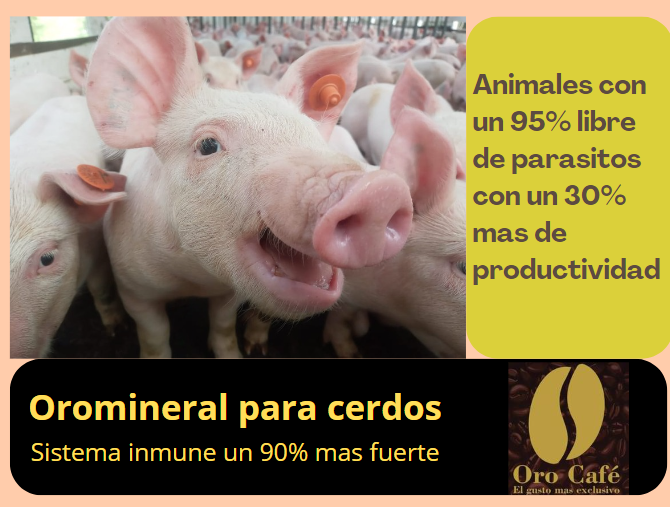 Animales con
un 95% libre
de parasitos
con un 30%
mas de
productividad
Oromineral para cerdos
Sistema inmune un 90% mas fuerte
Oro Café
El gusto mas exclusivo